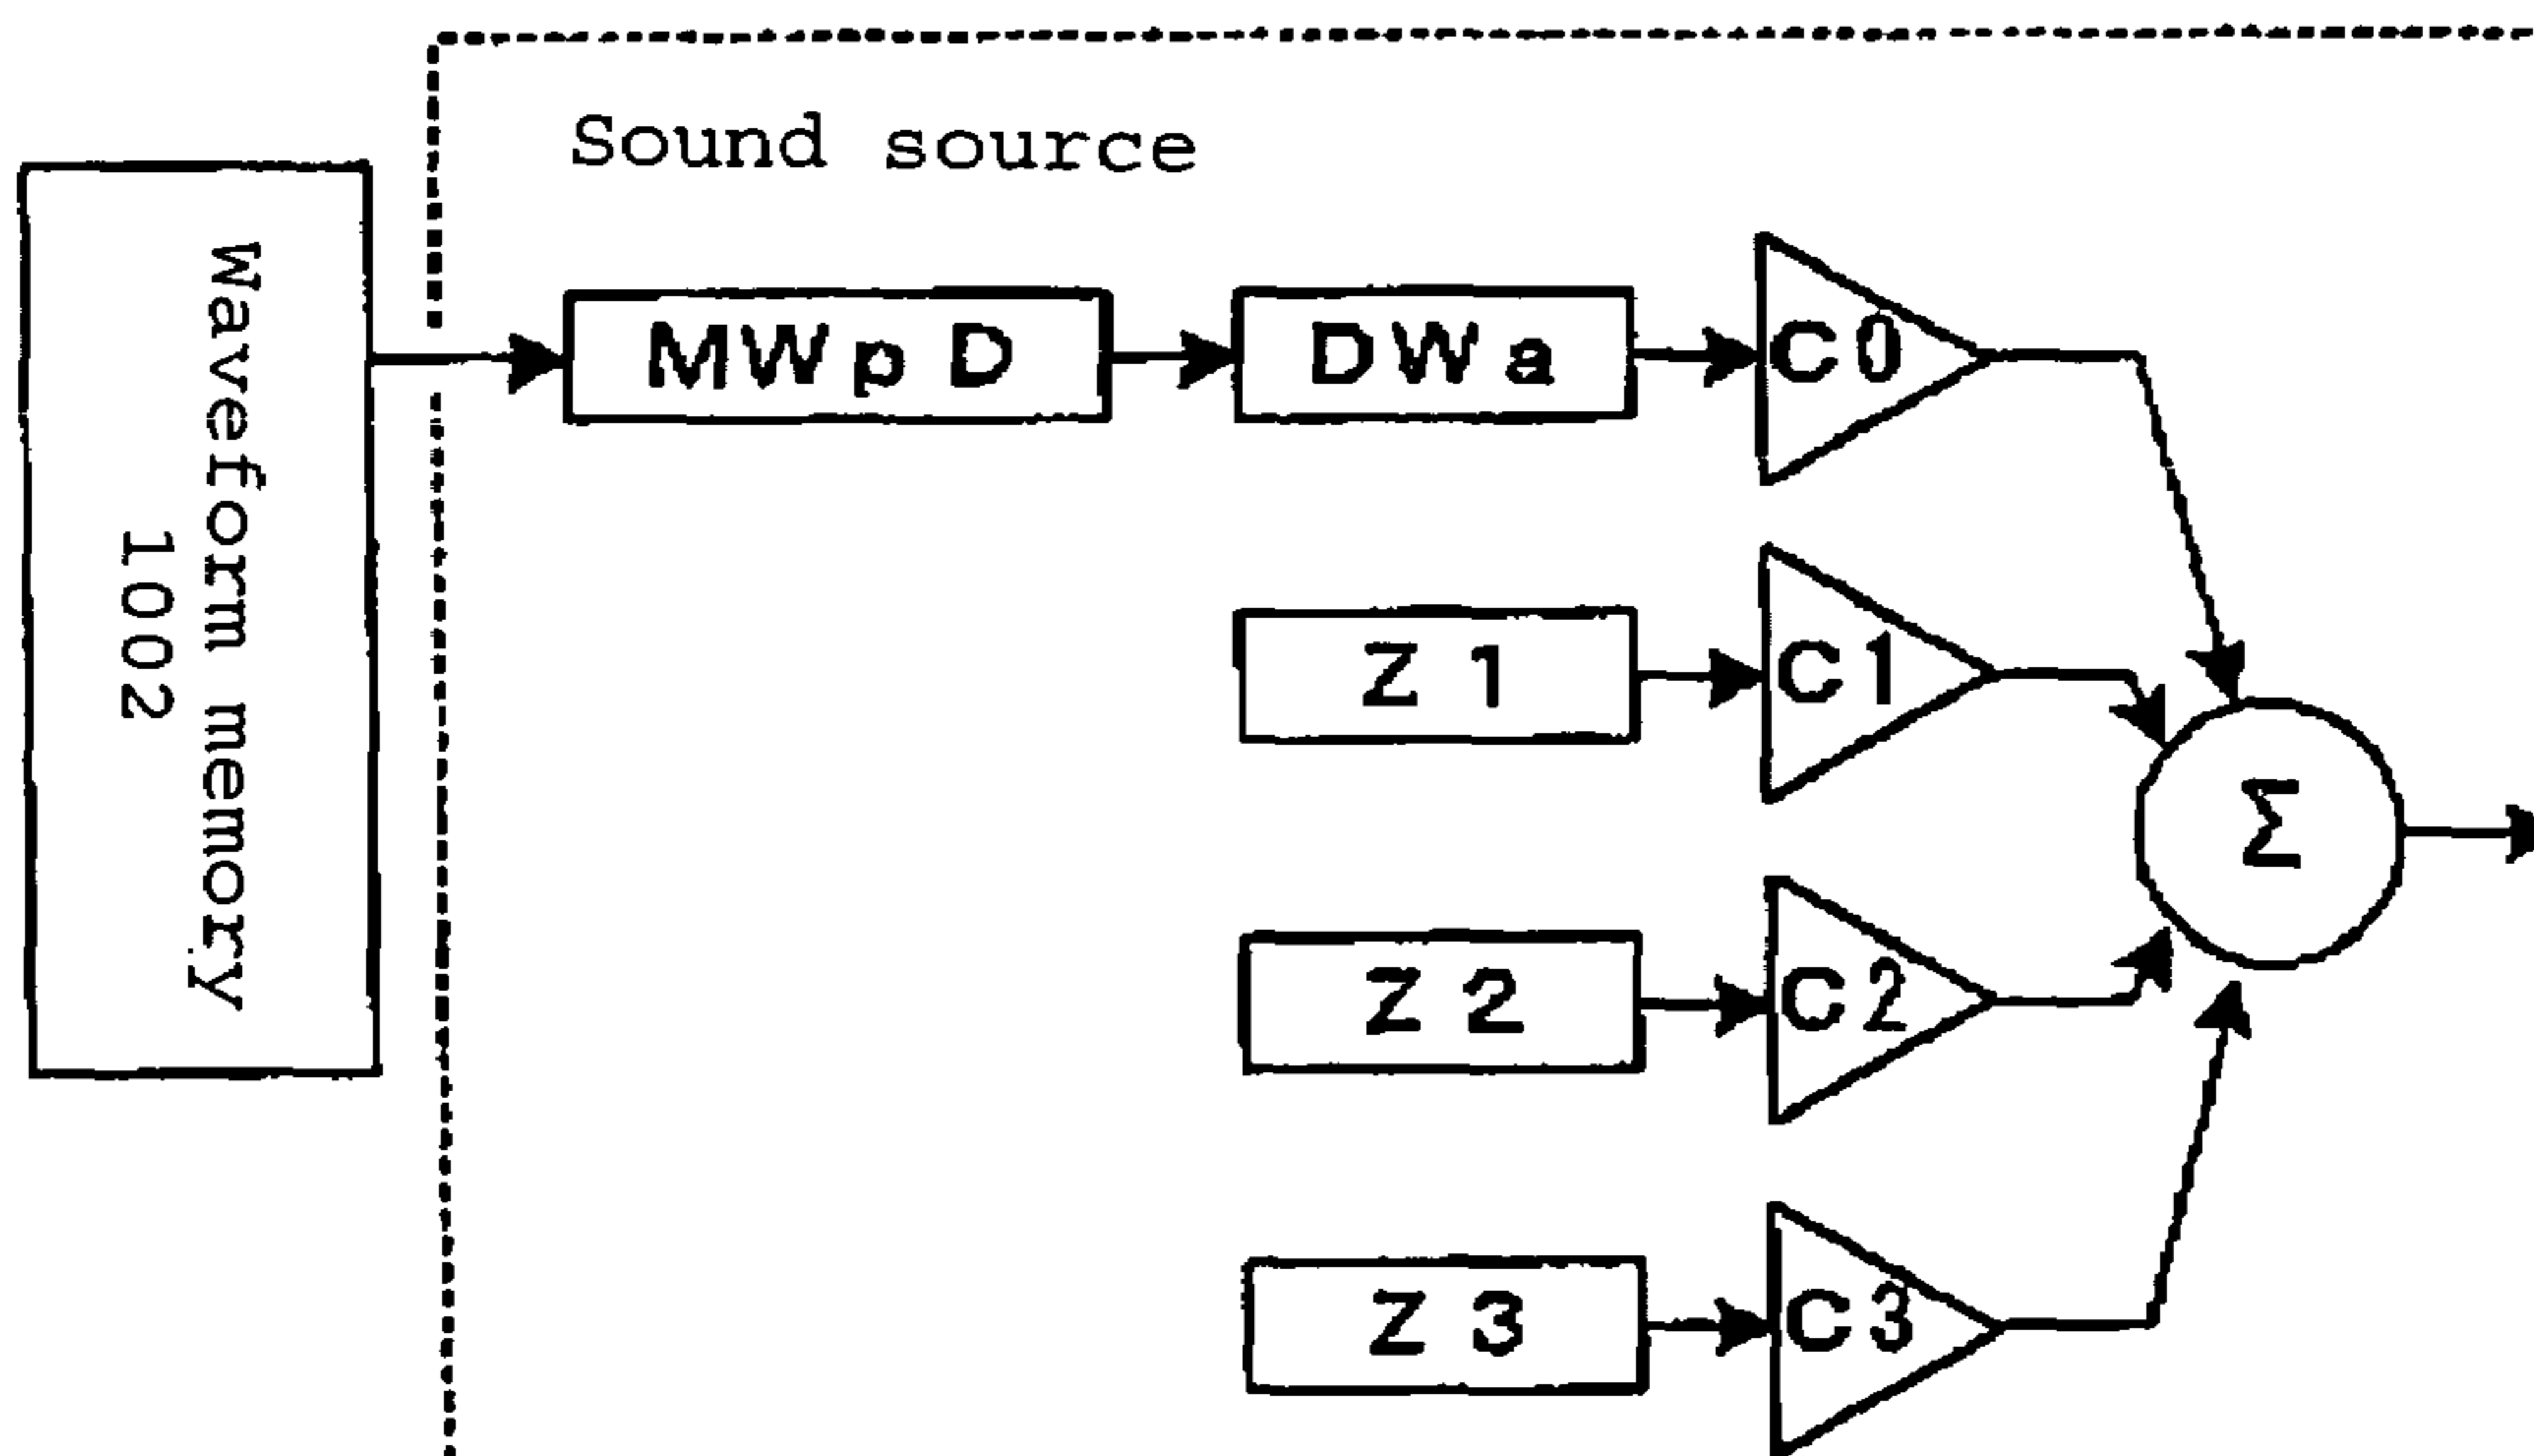 Sound source
Waveform memory
1002
MWpD
DWa
C0
Z1
C1
Σ
Z2
C2
Z3
C3